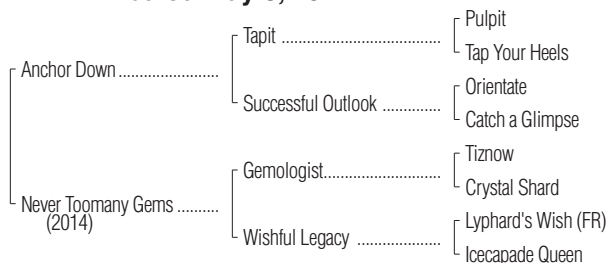 Pulpit
Tapit ........................................
Tap Your Heels
Anchor Down .........................
Orientate
Successful Outlook ...............
Catch a Glimpse
Tiznow
Gemologist..............................
Crystal Shard
Never Toomany Gems ..........
(2014)
Lyphard's Wish (FR)
Wishful Legacy .....................
Icecapade Queen